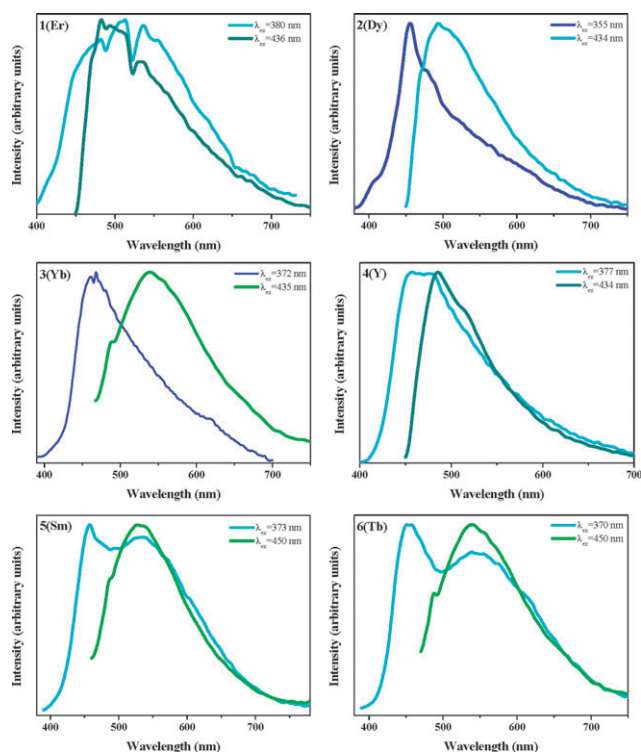 1(Er)
λex=380 nm
λex=436 nm
Intensity (arbitrary units)
400 500 600 700
Wavelength (nm)
2(Dy)
λex=355 nm
λex=434 nm
Intensity (arbitrary units)
400 500 600 700
Wavelength (nm)
3(Yb)
λex=372 nm
λex=435 nm
Intensity (arbitrary units)
400 500 600 700
Wavelength (nm)
4(Y)
λex=377 nm
λex=434 nm
Intensity (arbitrary units)
400 500 600 700
Wavelength (nm)
5(Sm)
λex=373 nm
λex=450 nm
Intensity (arbitrary units)
400 500 600 700
Wavelength (nm)
6(Tb)
λex=370 nm
λex=450 nm
Intensity (arbitrary units)
400 500 600 700
Wavelength (nm)